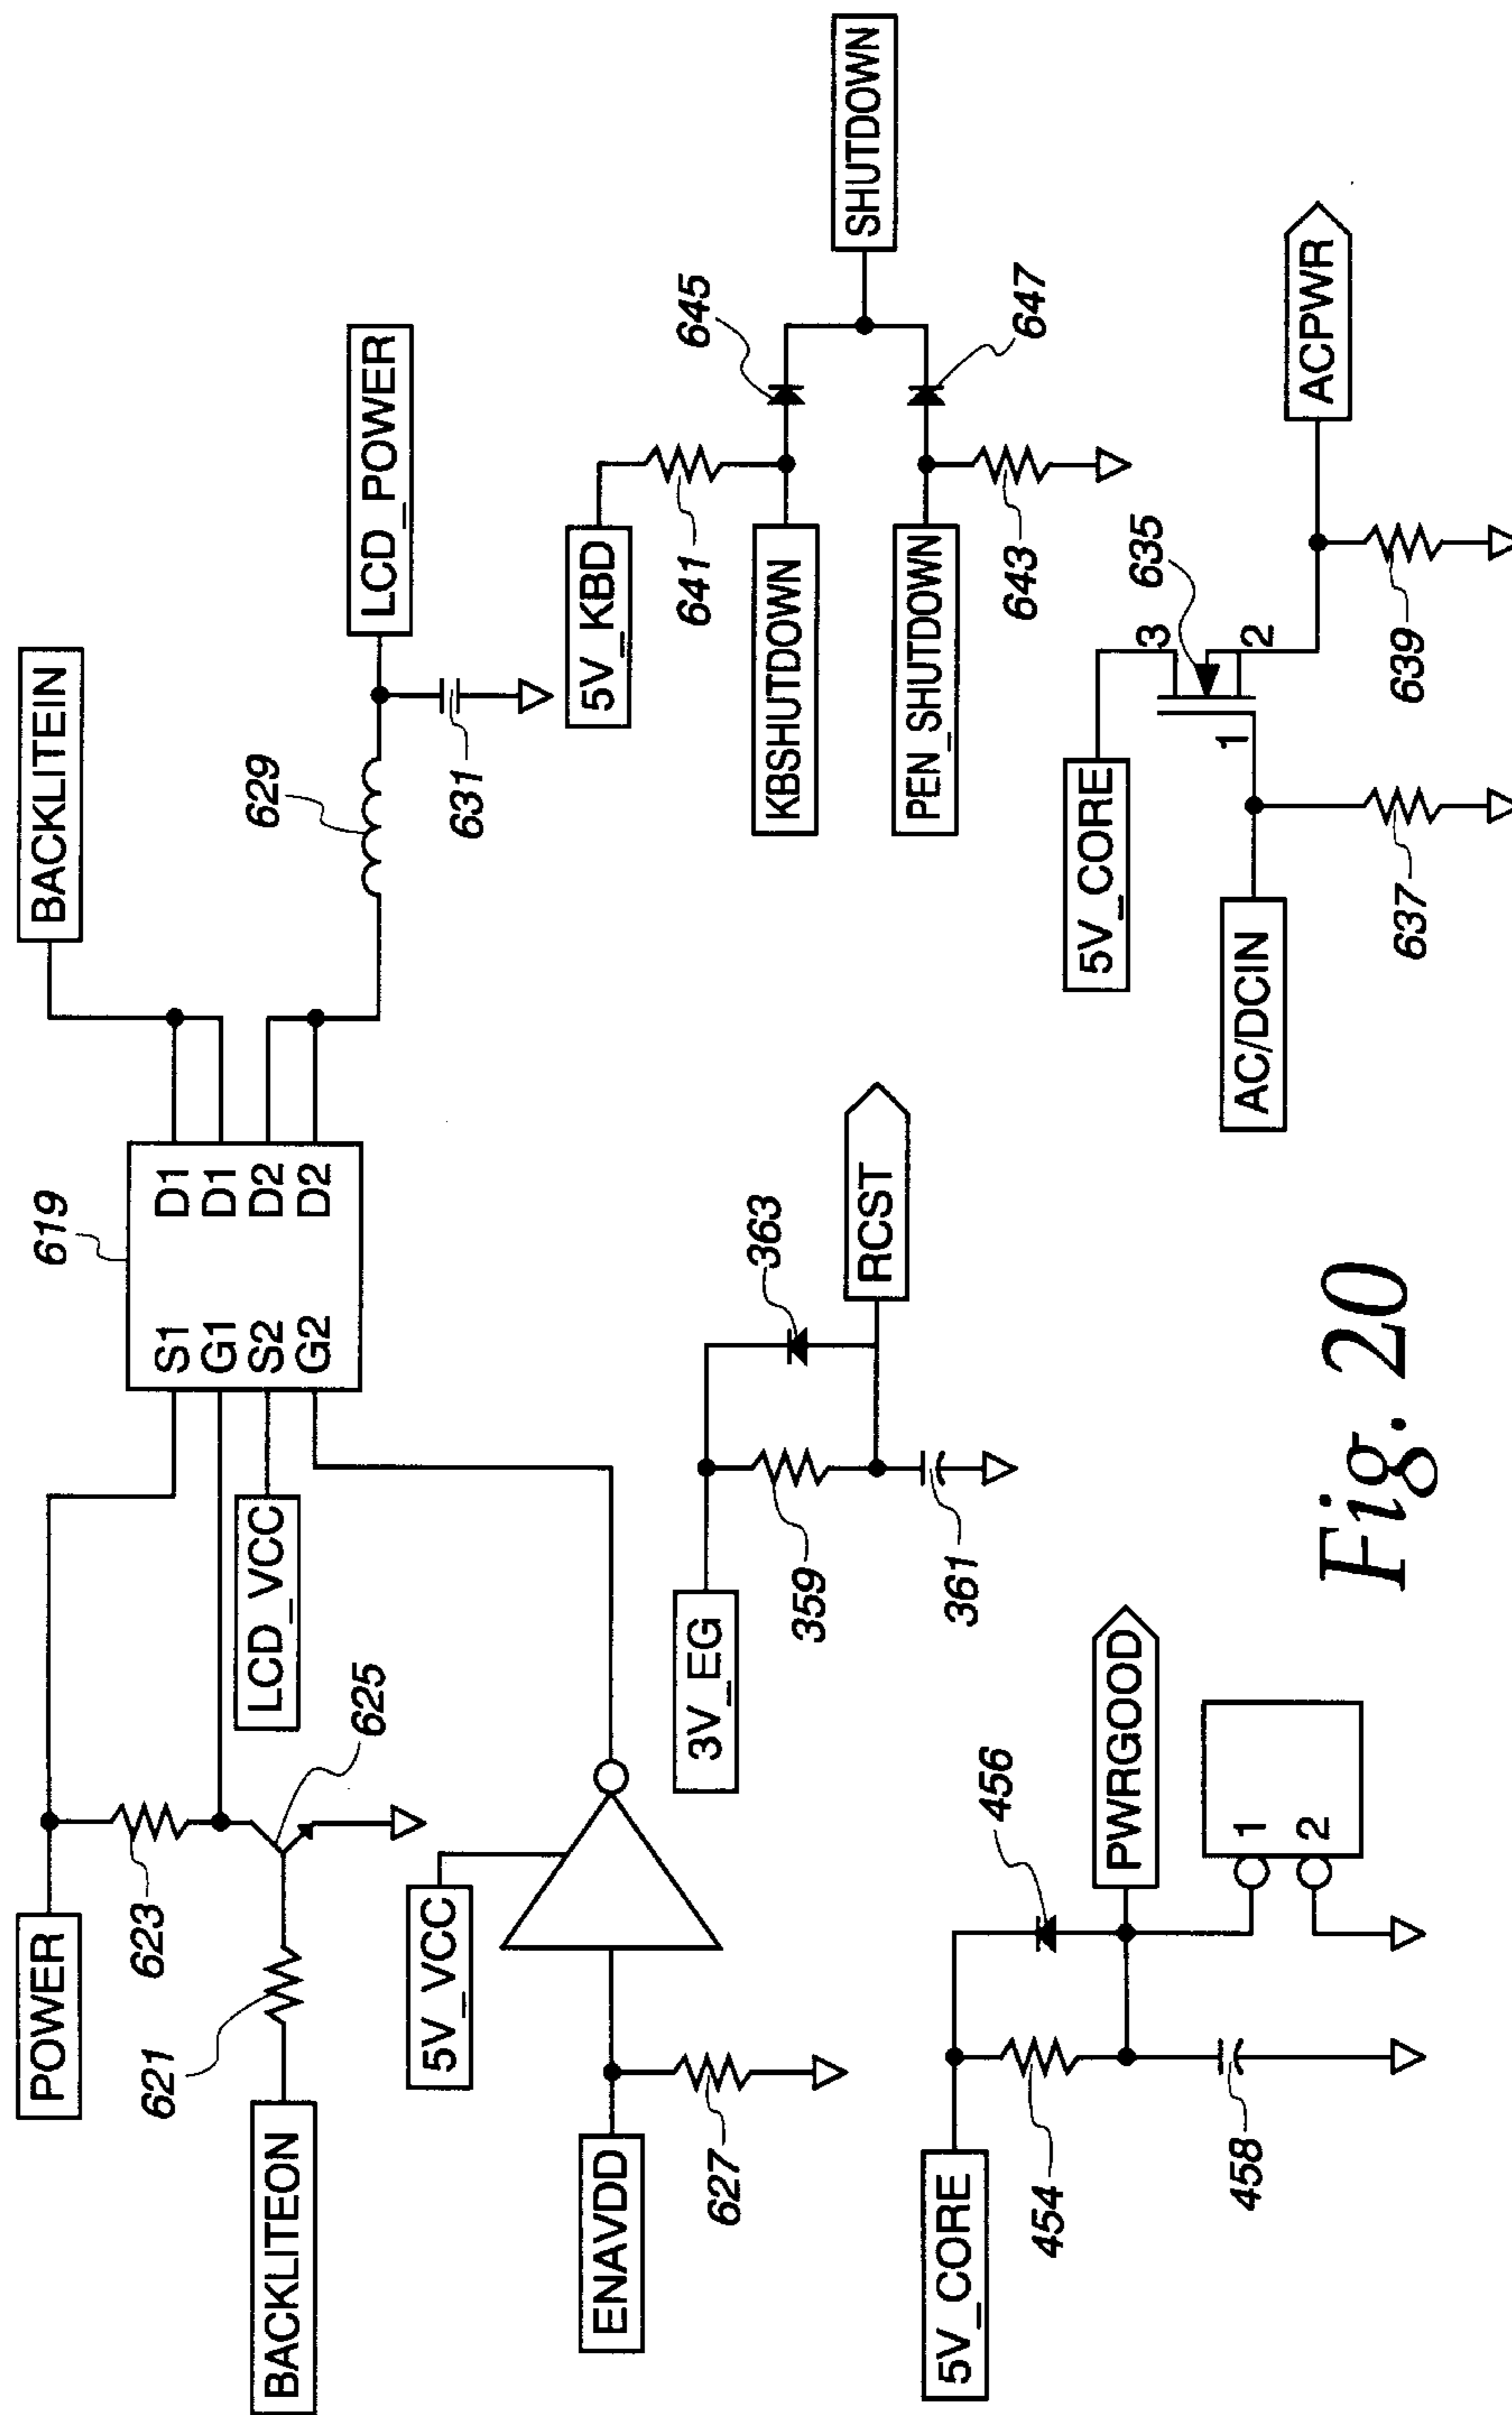 POWER
623
621
BACKLITEON
625
LCD_VCC
619
S1
G1
S2
G2
D1
D1
D2
D2
BACKLITEIN
629
LCD_POWER
631
5V_VCC
ENAVDD
627
3V_EG
359
361
363
RCST
5V_KBD
641
645
KBSHUTDOWN
PEN_SHUTDOWN
643
647
SHUTDOWN
5V_CORE
454
456
458
PWRGOOD
1
2
5V_CORE
AC/DCIN
637
1
3
2
635
639
ACPWR
Fig. 20